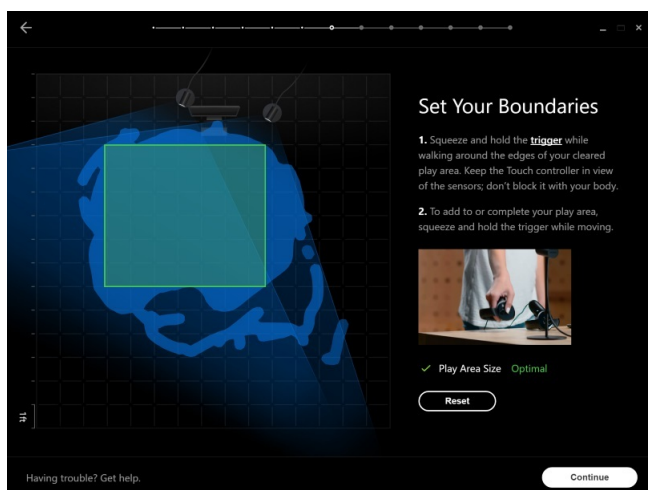 Set Your Boundaries
1. Squeeze and hold the trigger while
walking around the edges of your cleared
play area. Keep the Touch controller in view
of the sensors; don't block it with your body.
2. To add to or complete your play area,
squeeze and hold the trigger while moving.
Play Area Size Optimal
Reset
1ft
Having trouble? Get help.
Continue